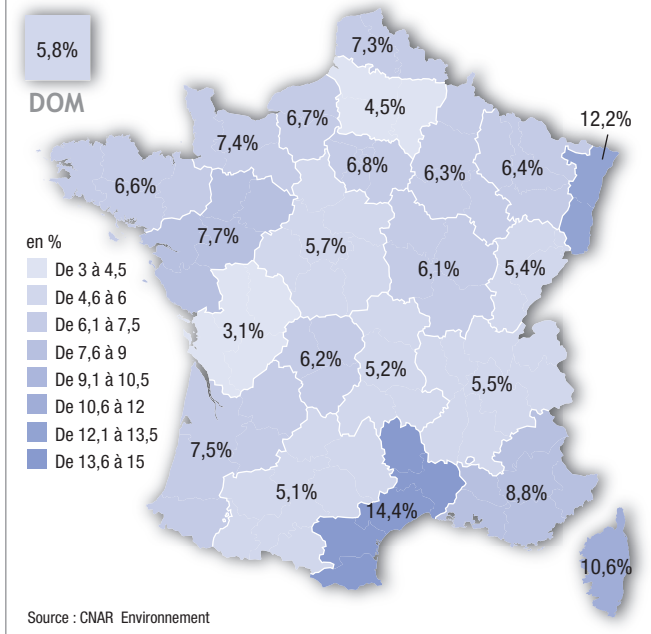 5,8%
DOM
7,3%
4,5%
6,7%
12,2%
7,4%
6,8%
6,3%
6,4%
6,6%
7,7%
5,7%
6,1%
5,4%
en %
De 3 à 4,5
De 4,6 à 6
De 6,1 à 7,5
De 7,6 à 9
De 9,1 à 10,5
De 10,6 à 12
De 12,1 à 13,5
De 13,6 à 15
3,1%
6,2%
5,2%
5,5%
7,5%
5,1%
14,4%
8,8%
10,6%
Source : CNAR Environnement